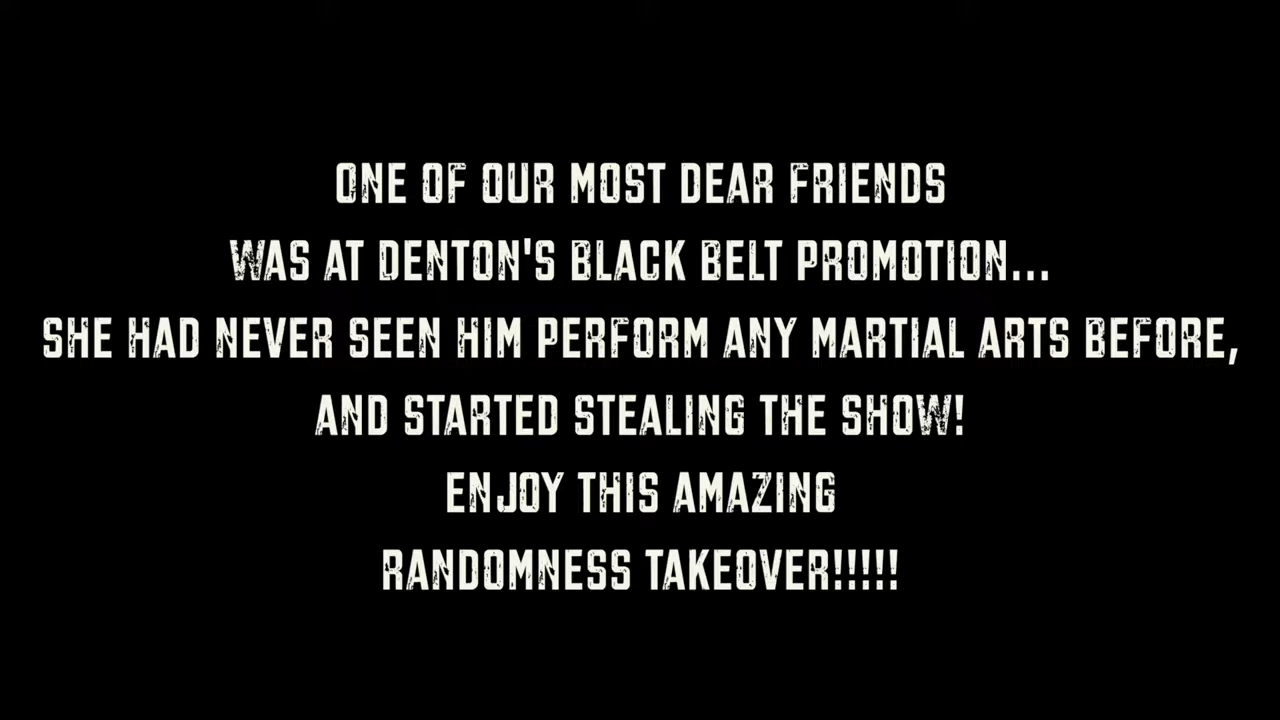 ONE OF OUR MOST DEAR FRIENDS
WAS AT DENTON'S BLACK BELT PROMOTION...
SHE HAD NEVER SEEN HIM PERFORM ANY MARTIAL ARTS BEFORE,
AND STARTED STEALING THE SHOW!
ENJOY THIS AMAZING
RANDOMNESS TAKEOVER!!!!!